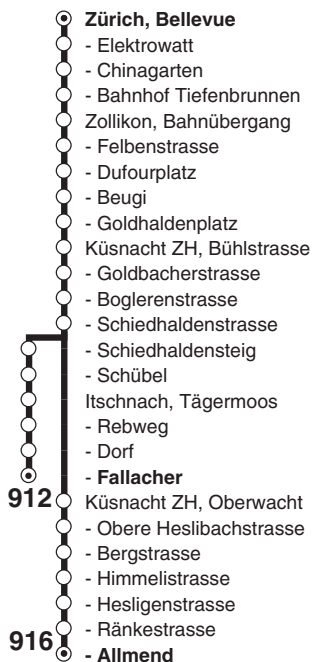 Zürich, Bellevue
- Elektrowatt
- Chinagarten
- Bahnhof Tiefenbrunnen
Zollikon, Bahnübergang
- Felbenstrasse
- Dufourplatz
- Beugi
- Goldhaldenplatz
Küsnacht ZH, Bühlstrasse
- Goldbacherstrasse
- Boglerenstrasse
- Schiedhaldenstrasse
- Schiedhaldensteig
- Schübel
Itschnach, Tägermoos
- Rebweg
- Dorf
- Fallacher
912
Küsnacht ZH, Oberwacht
- Obere Heslibachstrasse
- Bergstrasse
- Himmelistrasse
- Hesligenstrasse
- Ränkestrasse
916
- Allmend